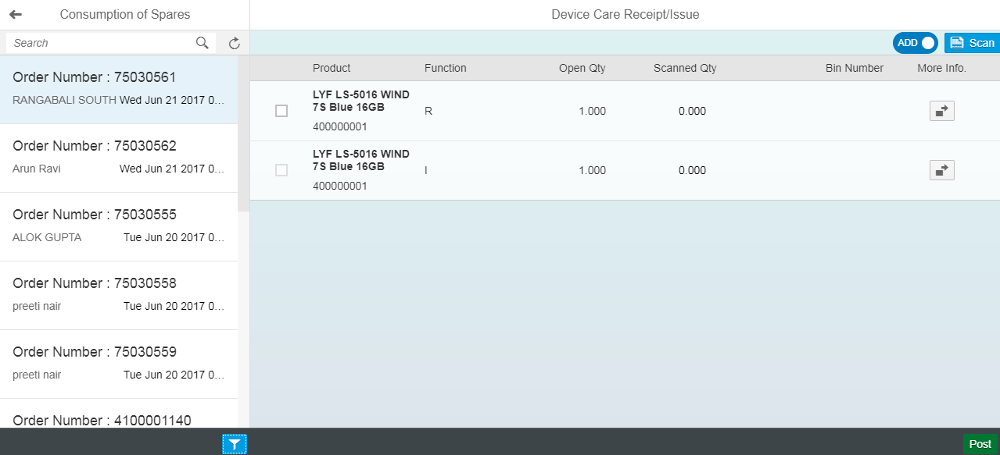 Consumption of Spares
Device Care Receipt/Issue
Search
ADD
Scan
Order Number : 75030561
RANGABALI SOUTH Wed Jun 21 2017 0...
Order Number : 75030562
Arun Ravi Wed Jun 21 2017 0...
Order Number : 75030555
ALOK GUPTA Tue Jun 20 2017 0...
Order Number : 75030558
preeti nair Tue Jun 20 2017 0...
Order Number : 75030559
preeti nair Tue Jun 20 2017 0...
Order Number : 4100001140
Product Function Open Qty Scanned Qty Bin Number More Info.
LYF LS-5016 WIND
7S Blue 16GB
400000001
R 1.000 0.000
LYF LS-5016 WIND
7S Blue 16GB
400000001
I 1.000 0.000
Post